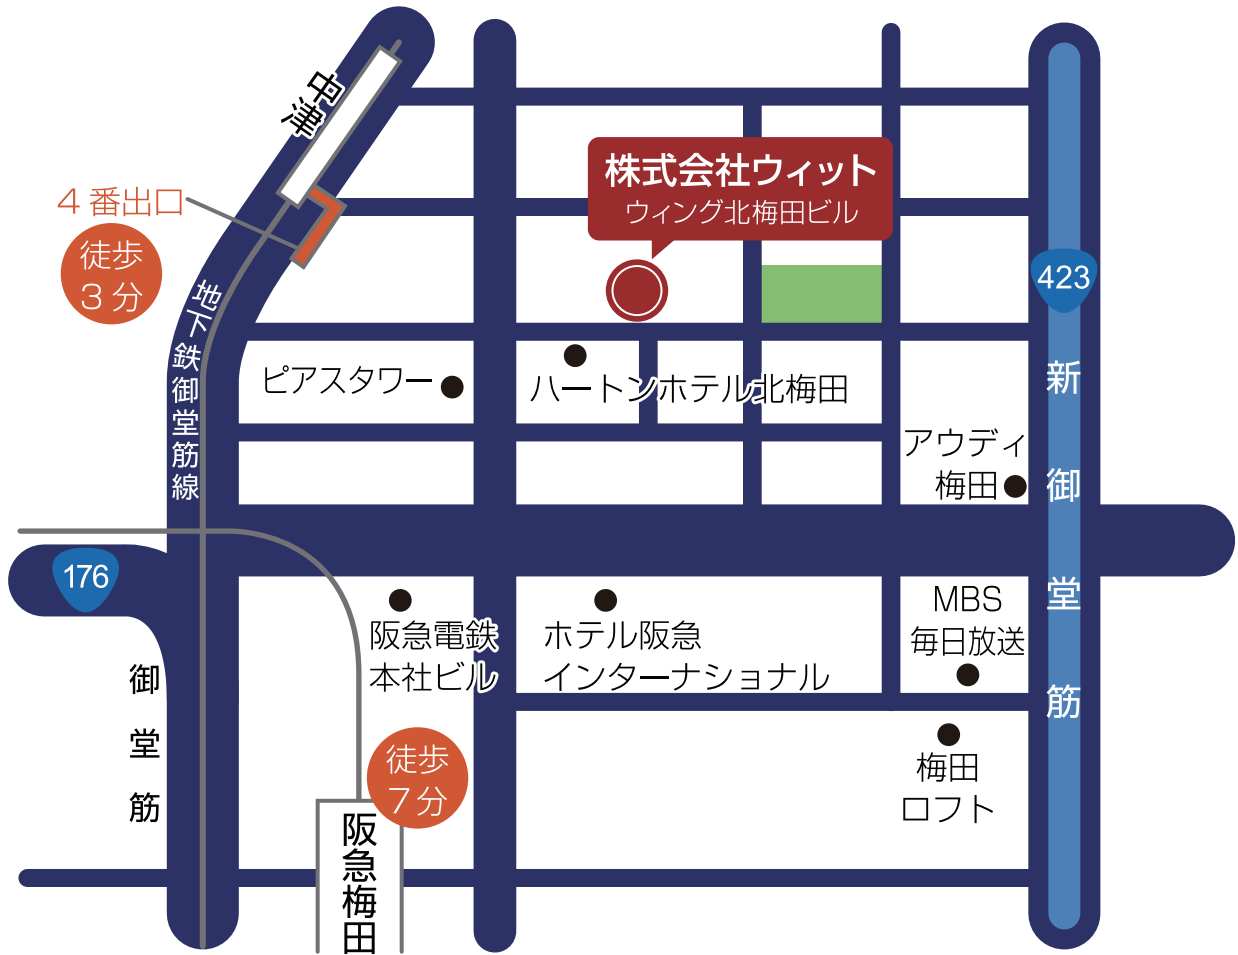 中津
株式会社ウィット
ウィング北梅田ビル
4番出口
徒歩
3分
423
地下鉄御堂筋線
ピアスタワー
ハートンホテル北梅田
新御堂筋
アウディ
梅田
176
阪急電鉄
本社ビル
ホテル阪急
インターナショナル
MBS
毎日放送
御堂筋
徒歩
7分
梅田
ロフト
阪急梅田